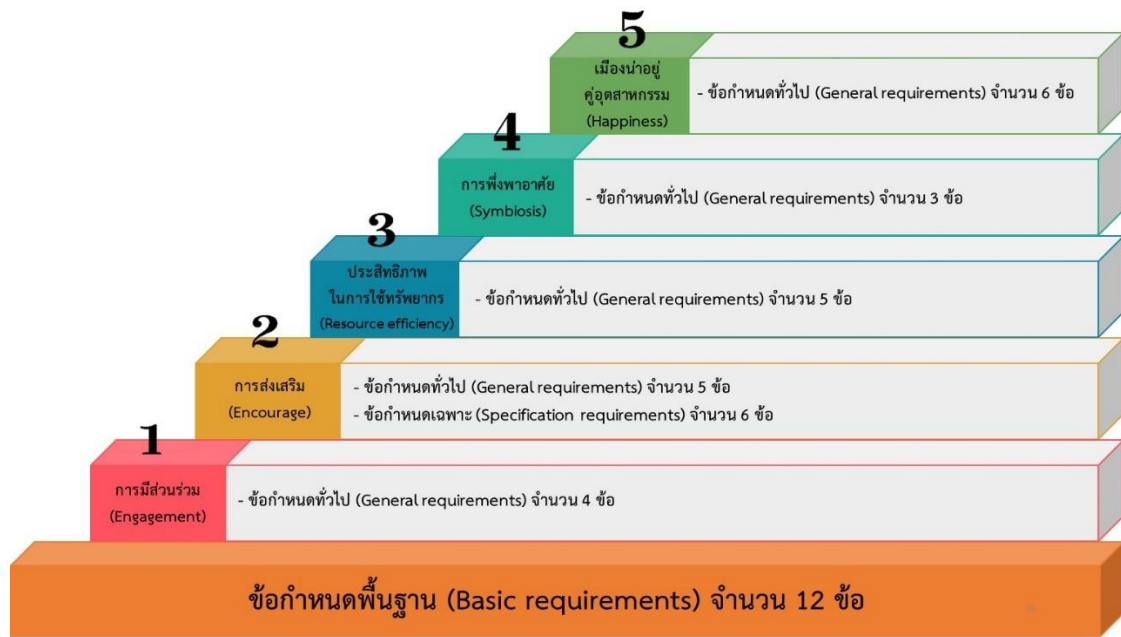 5
เมืองน่าอยู่
คู่อุตสาหกรรม
(Happiness)
- ข้อกำหนดทั่วไป (General requirements) จำนวน 6 ข้อ
4
การพึ่งพาอาศัย
(Symbiosis)
- ข้อกำหนดทั่วไป (General requirements) จำนวน 3 ข้อ
3
ประสิทธิภาพ
ในการใช้ทรัพยากร
(Resource efficiency)
- ข้อกำหนดทั่วไป (General requirements) จำนวน 5 ข้อ
2
การส่งเสริม
(Encourage)
- ข้อกำหนดทั่วไป (General requirements) จำนวน 5 ข้อ
- ข้อกำหนดเฉพาะ (Specification requirements) จำนวน 6 ข้อ
1
การมีส่วนร่วม
(Engagement)
- ข้อกำหนดทั่วไป (General requirements) จำนวน 4 ข้อ
ข้อกำหนดพื้นฐาน (Basic requirements) จำนวน 12 ข้อ